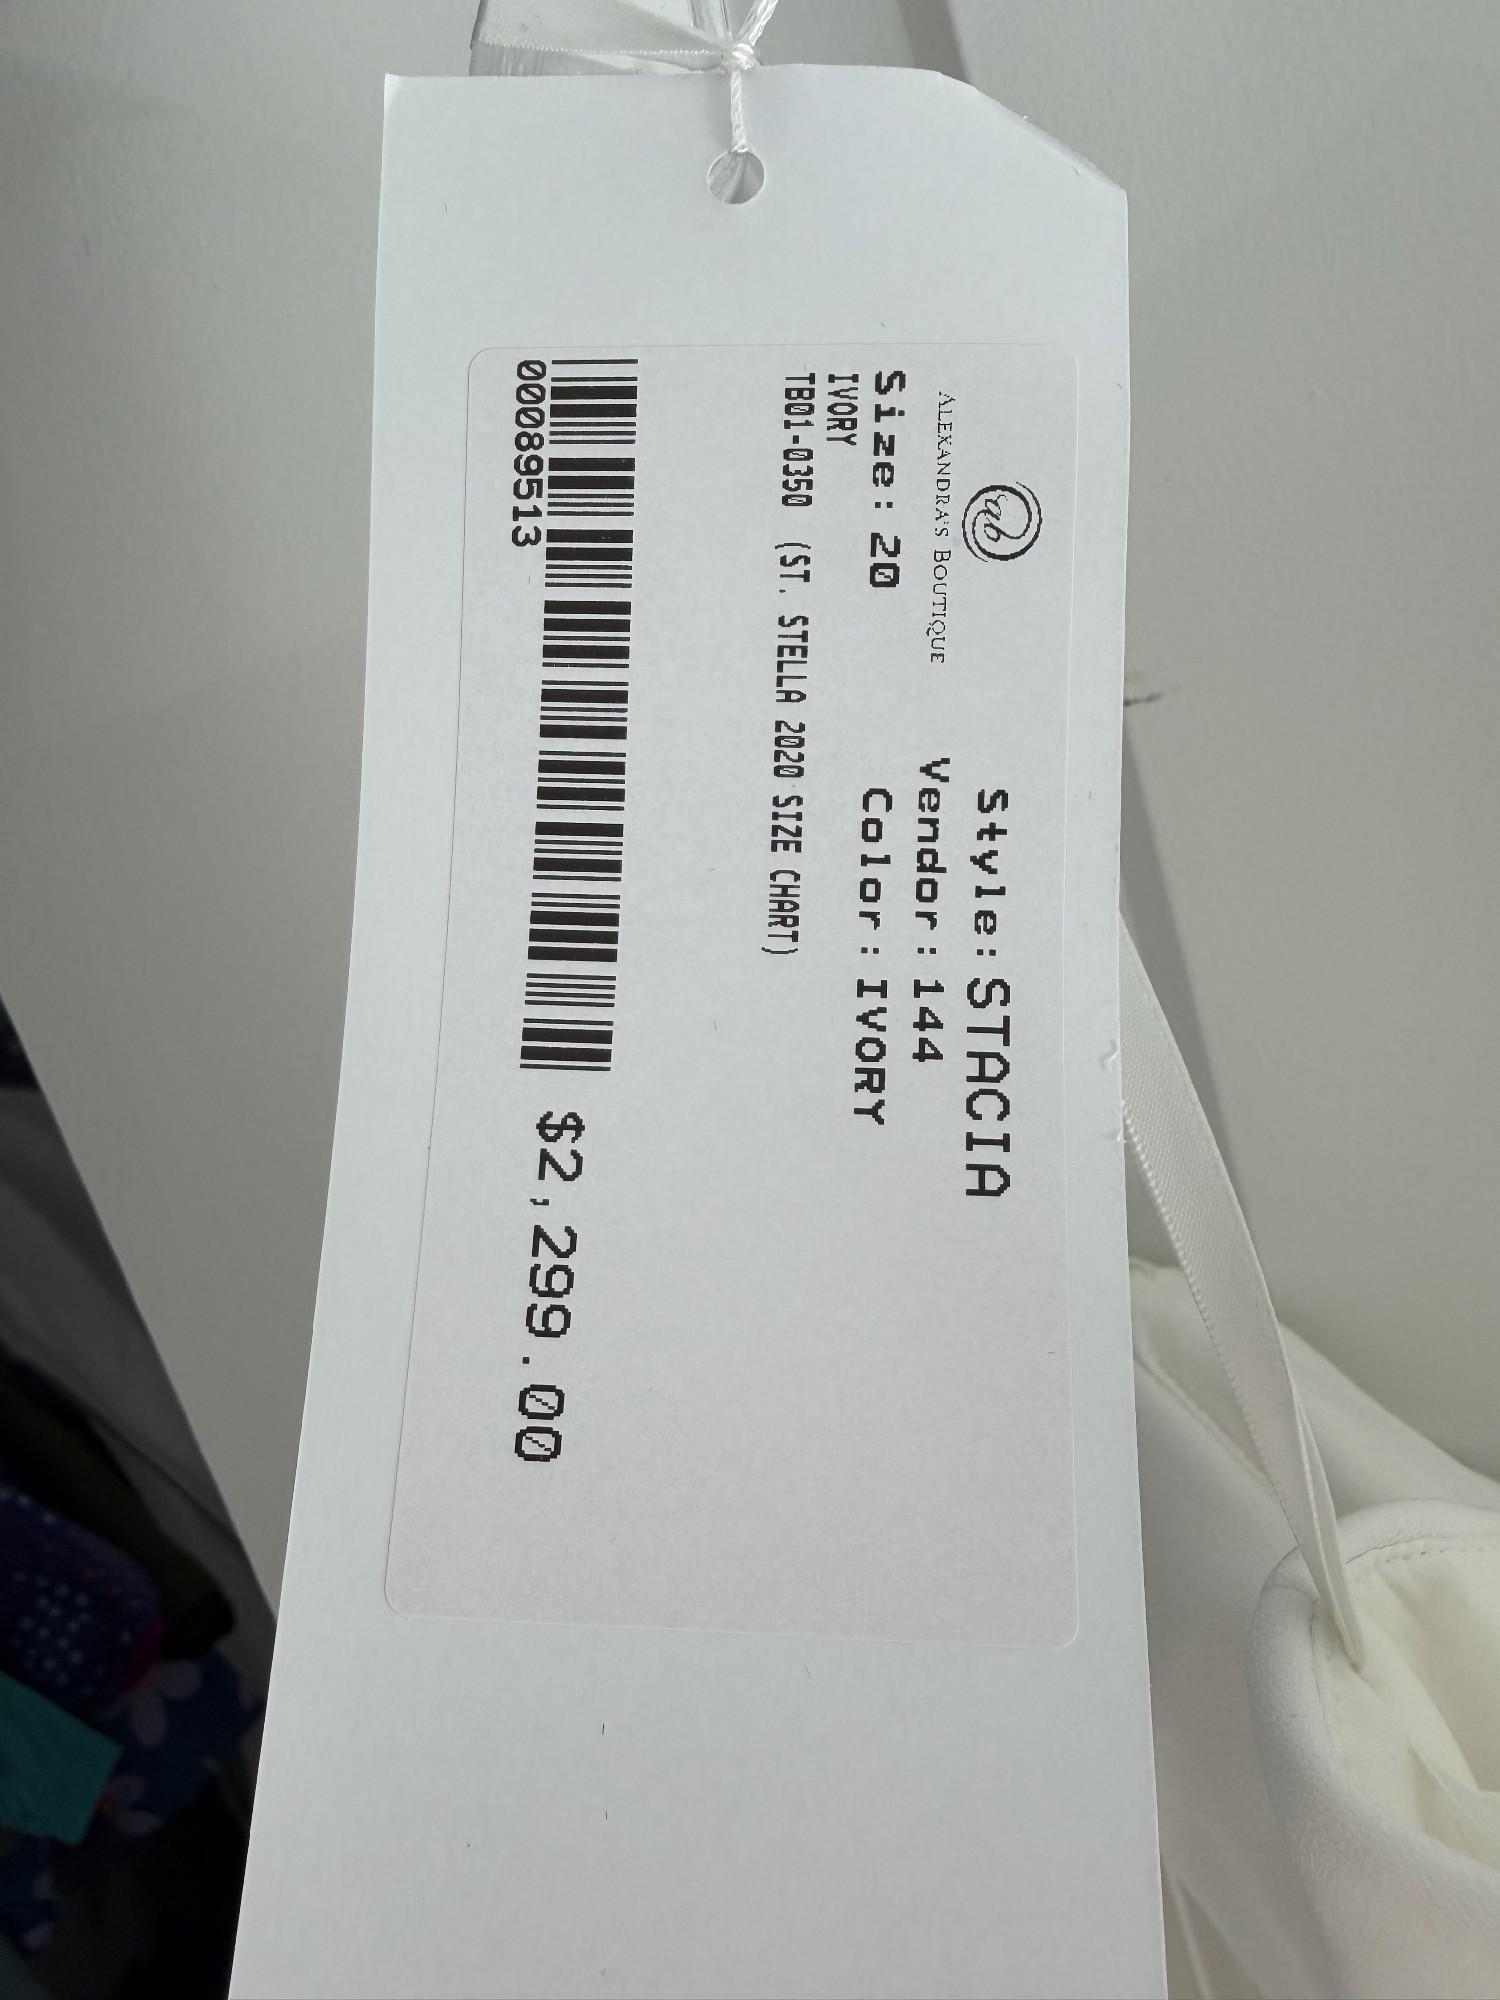 ab
ALEXANDRA'S BOUTIQUE
Style: STACIA
Vendor: 144
Size: 20
Color: IVORY
IVORY
TB01-0350 (ST. STELLA 2020 SIZE CHART)
00089513
$2,299.00